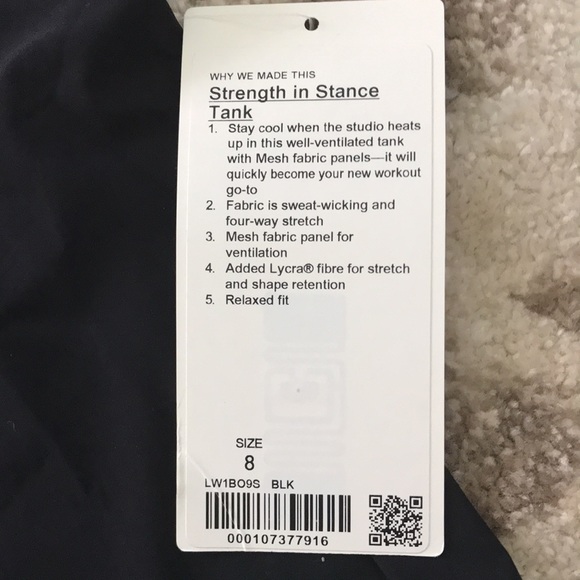 WHY WE MADE THIS
Strength in Stance
Tank
1. Stay cool when the studio heats
up in this well-ventilated tank
with Mesh fabric panels—it will
quickly become your new workout
go-to
2. Fabric is sweat-wicking and
four-way stretch
3. Mesh fabric panel for
ventilation
4. Added Lycra® fibre for stretch
and shape retention
5. Relaxed fit
SIZE
8
LW1BO9S BLK
000107377916